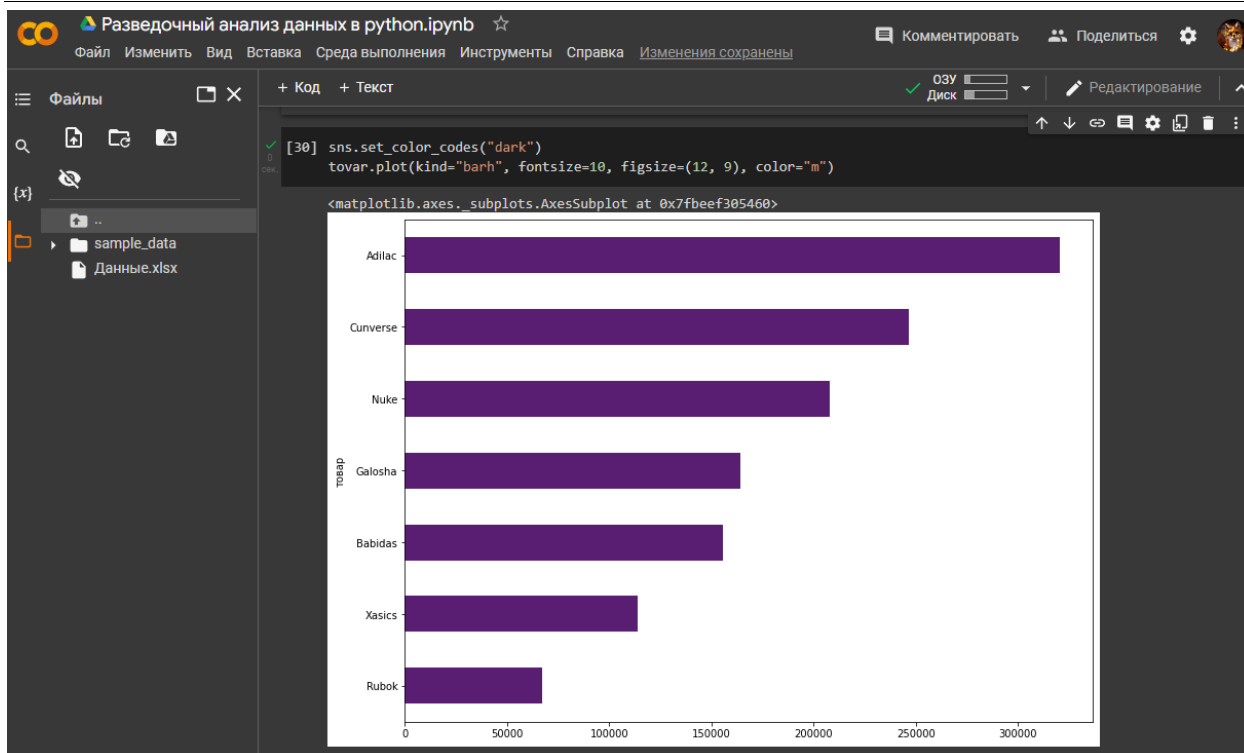 Разведочный анализ данных в python.ipynb
Файл Изменить Вид Вставка Среда выполнения Инструменты Справка Изменения сохранены
Комментировать Поделиться
Файлы
+ Код + Текст
ОЗУ
Диск
Редактирование
{x}
..
sample_data
Данные.xlsx
0
сек.
[30] sns.set_color_codes("dark")
tovar.plot(kind="barh", fontsize=10, figsize=(12, 9), color="m")
<matplotlib.axes._subplots.AxesSubplot at 0x7fbeef305460>
Adilac
Cunverse
Nuke
товар
Galosha
Babidas
Xasics
Rubok
0 50000 100000 150000 200000 250000 300000